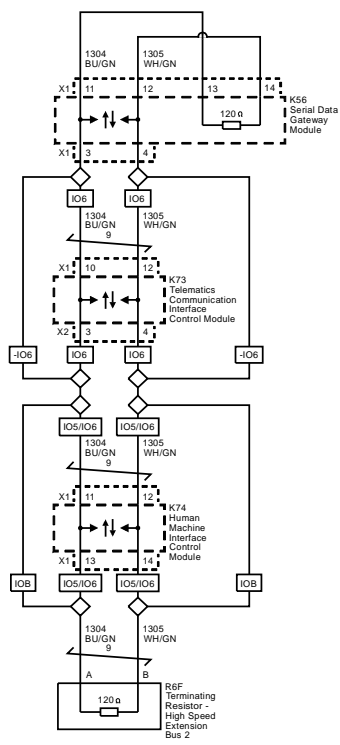 1304 1305
BU/GN WH/GN
X1 11 12 13 14
K56
Serial Data
Gateway
Module
120 Ω
X1 3 4
IO6 IO6
1304 1305
BU/GN WH/GN
9
X1 10 12
K73
Telematics
Communication
Interface
Control Module
X2 3 4
-IO6 IO6 IO6 -IO6
IO5/IO6 IO5/IO6
1304 1305
BU/GN WH/GN
9
X1 11 12
K74
Human
Machine
Interface
Control
Module
X1 13 14
IOB IO5/IO6 IO5/IO6 IOB
1304 1305
BU/GN WH/GN
9
A B
R6F
Terminating
Resistor -
High Speed
Extension
Bus 2
120 Ω